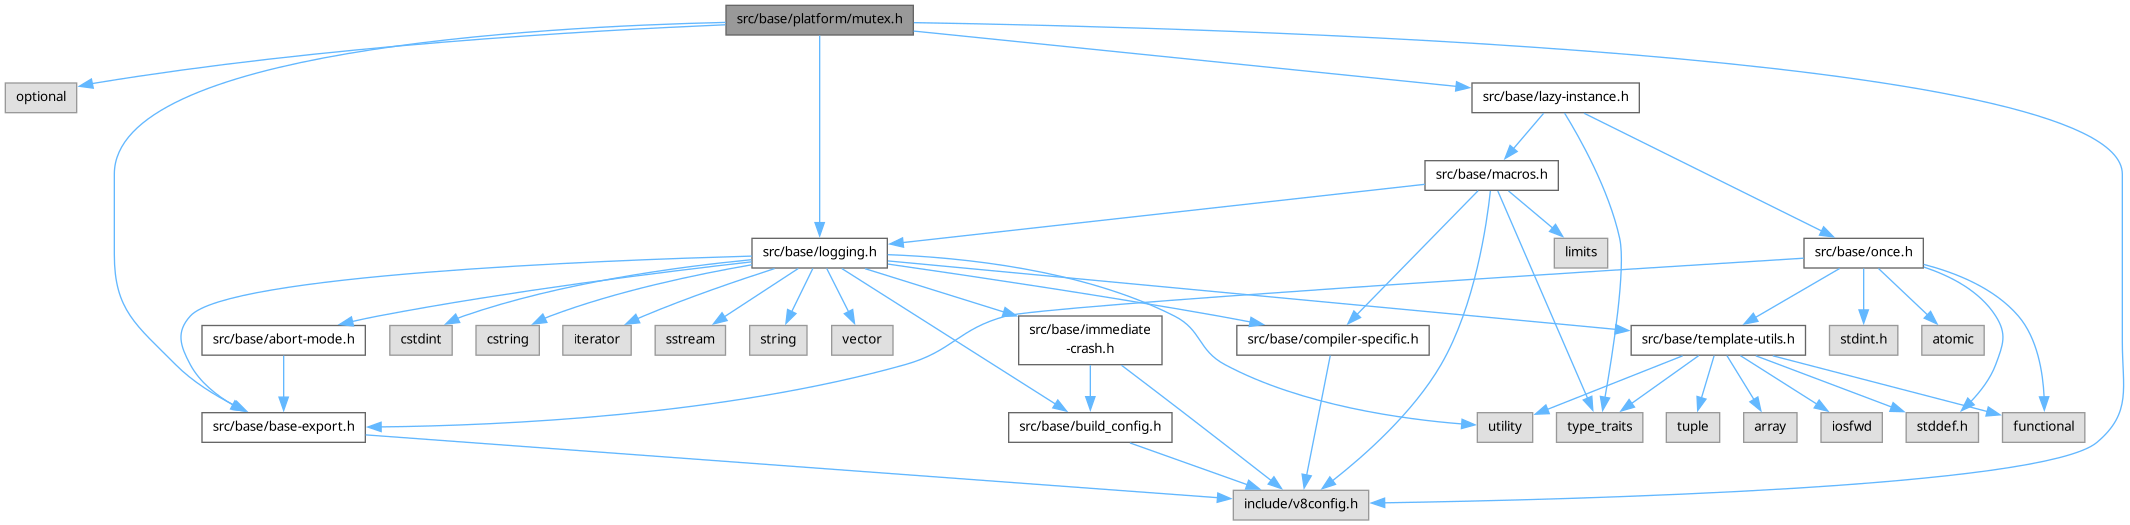 src/base/platform/mutex.h
optional
src/base/lazy-instance.h
src/base/macros.h
src/base/logging.h
limits
src/base/once.h
src/base/abort-mode.h
cstdint
cstring
iterator
sstream
string
vector
src/base/immediate
-crash.h
src/base/compiler-specific.h
src/base/template-utils.h
stdint.h
atomic
src/base/base-export.h
src/base/build_config.h
utility
type_traits
tuple
array
iosfwd
stddef.h
functional
include/v8config.h